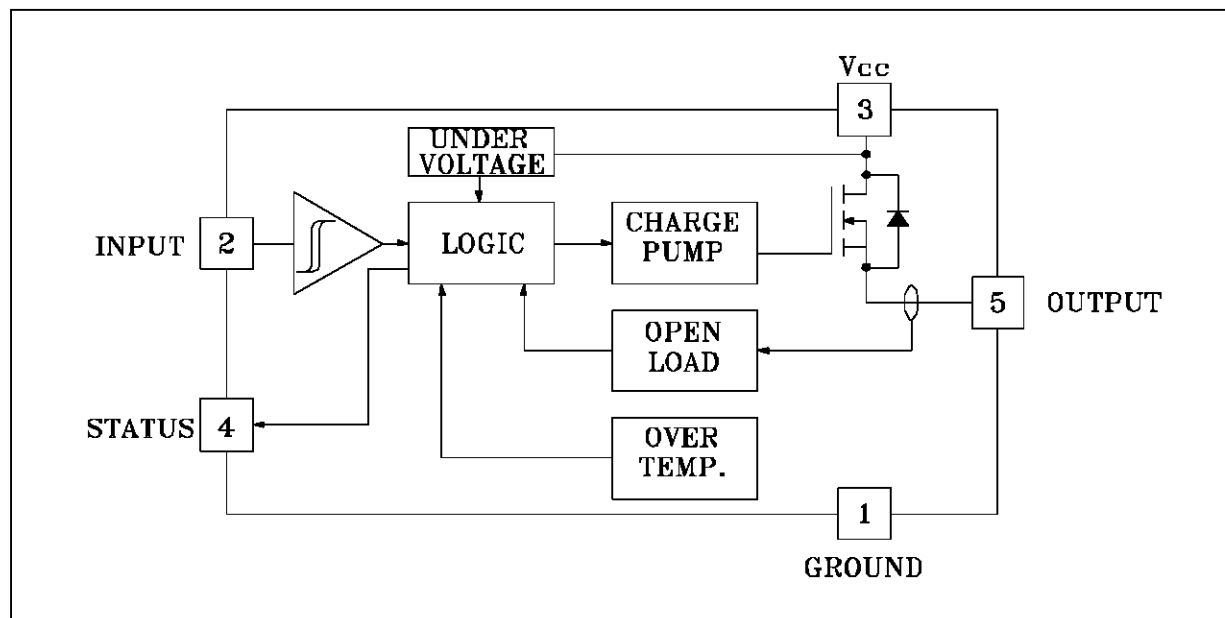 Vcc
3
UNDER
VOLTAGE
INPUT
2
LOGIC
CHARGE
PUMP
5
OUTPUT
OPEN
LOAD
STATUS
4
OVER
TEMP.
1
GROUND